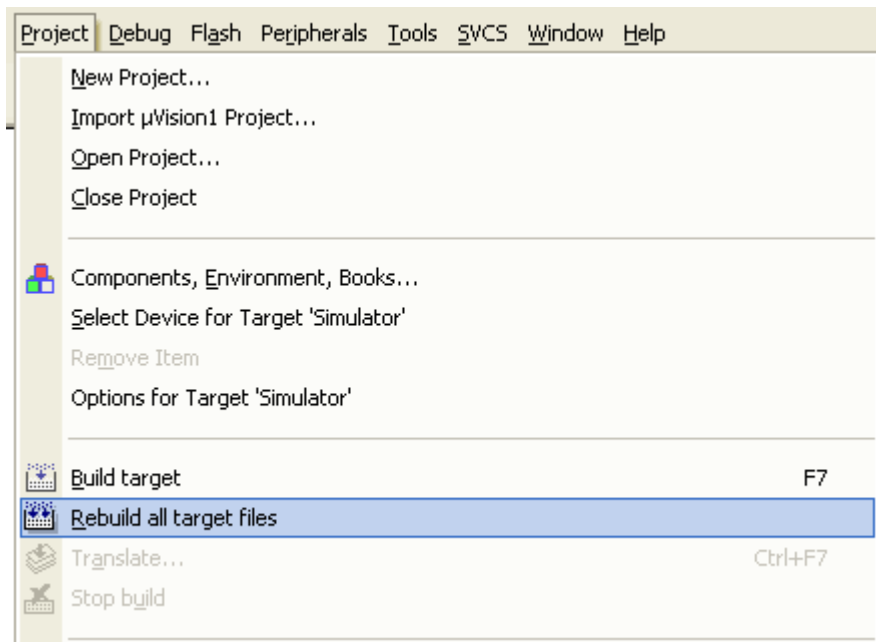 Project Debug Flash Peripherals Tools SVCS Window Help
New Project...
Import µVision1 Project...
Open Project...
Close Project
Components, Environment, Books...
Select Device for Target 'Simulator'
Remove Item
Options for Target 'Simulator'
Build target F7
Rebuild all target files
Translate... Ctrl+F7
Stop build